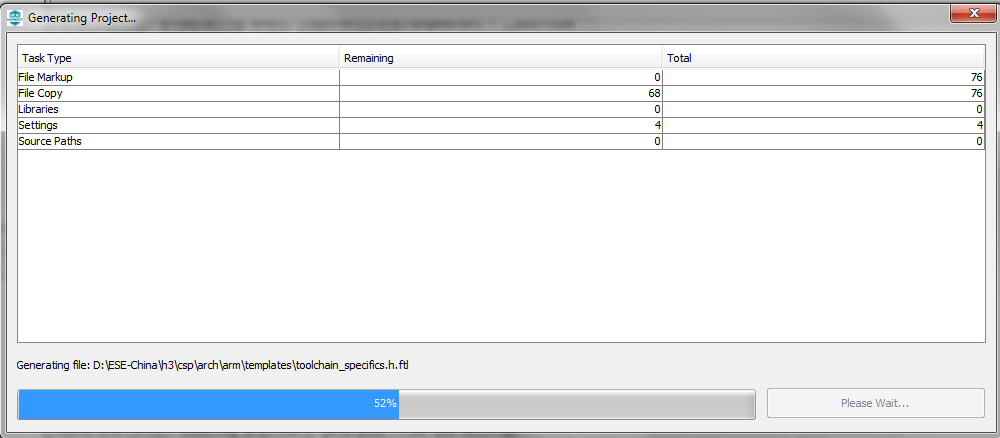 Generating Project...
Task Type Remaining Total
File Markup 0 76
File Copy 68 76
Libraries 0 0
Settings 4 4
Source Paths 0 0
Generating file: D:\ESE-China\h3\csp\arch\arm\templates\toolchain_specifics.h.ftl
52% Please Wait...